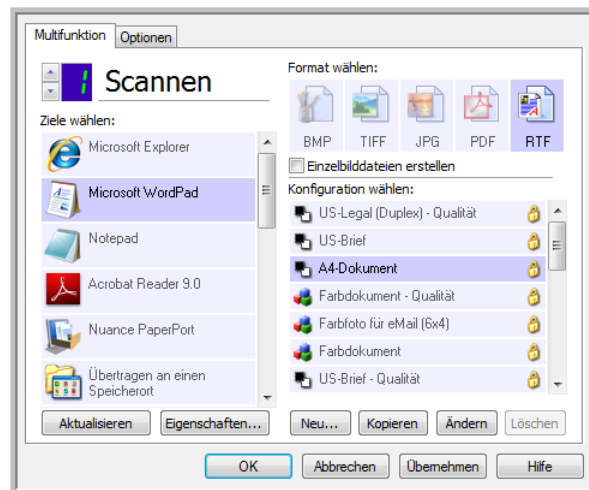 Multifunktion
Optionen
1
Scannen
Ziele wählen:
Microsoft Explorer
Microsoft WordPad
Notepad
Acrobat Reader 9.0
Nuance PaperPort
Übertragen an einen
Speicherort
Aktualisieren
Eigenschaften...
Format wählen:
BMP
TIFF
JPG
PDF
RTF
Einzelbilddateien erstellen
Konfiguration wählen:
US-Legal (Duplex) - Qualität
US-Brief
A4-Dokument
Farbdokument - Qualität
Farbfoto für eMail (6x4)
Farbdokument
US-Brief - Qualität
Neu...
Kopieren
Ändern
Löschen
OK
Abbrechen
Übernehmen
Hilfe